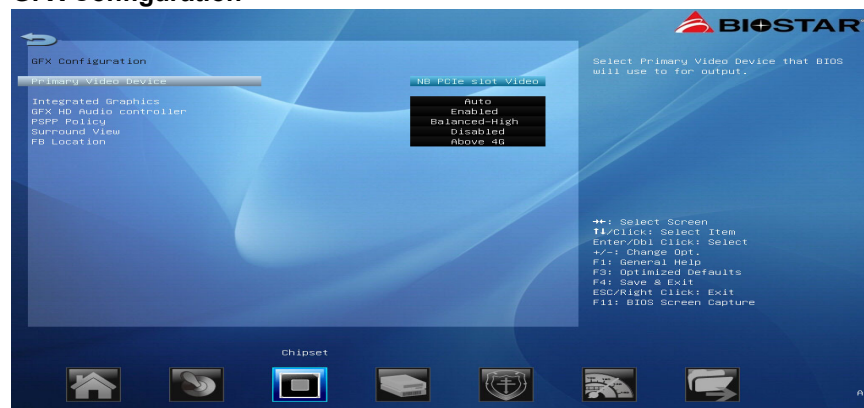 BIOSTAR
GFX Configuration
Primary Video Device NB PCIe slot Video
Integrated Graphics Auto
GFX HD Audio controller Enabled
PSPP Policy Balanced-High
Surround View Disabled
FB Location Above 4G
Select Primary Video Device that BIOS
will use to for output.
→←: Select Screen
↑↓/Click: Select Item
Enter/Dbl Click: Select
+/-: Change Opt.
F1: General Help
F3: Optimized Defaults
F4: Save & Exit
ESC/Right Click: Exit
F11: BIOS Screen Capture
Chipset